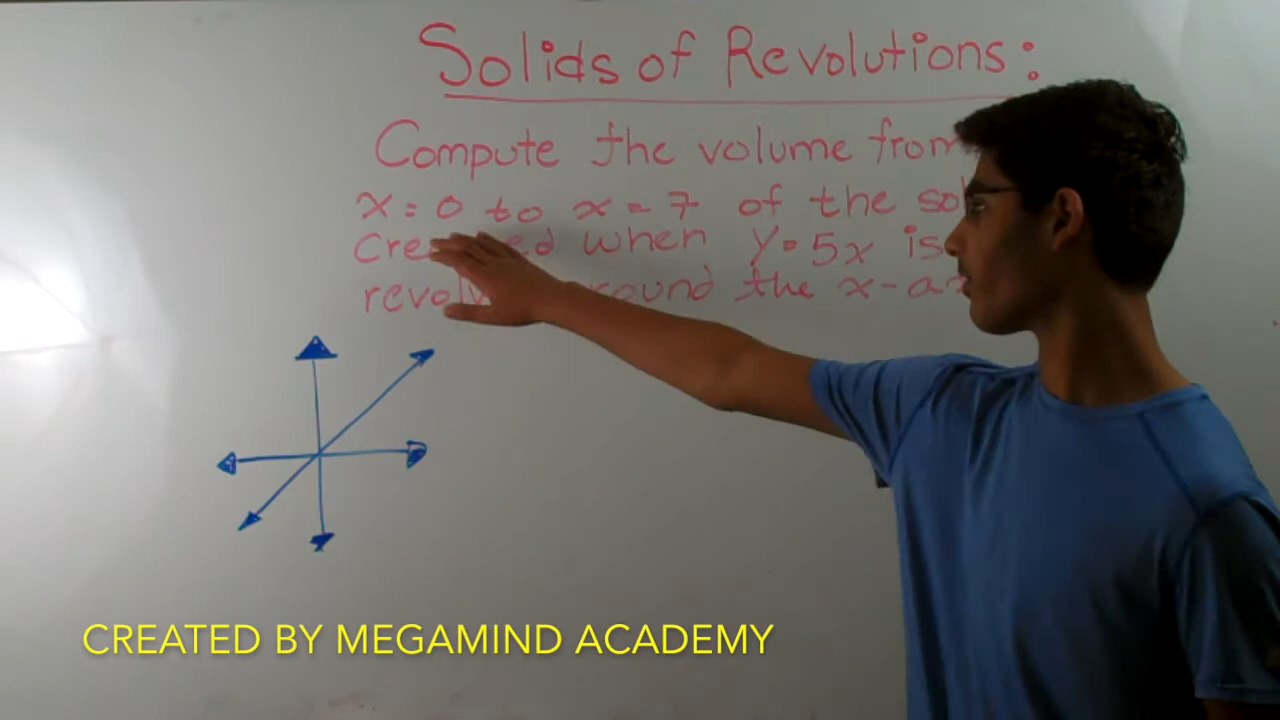 Solids of Revolutions:
Compute the volume from
x=0 to x=7 of the
when y=5x is
the
CREATED BY MEGAMIND ACADEMY